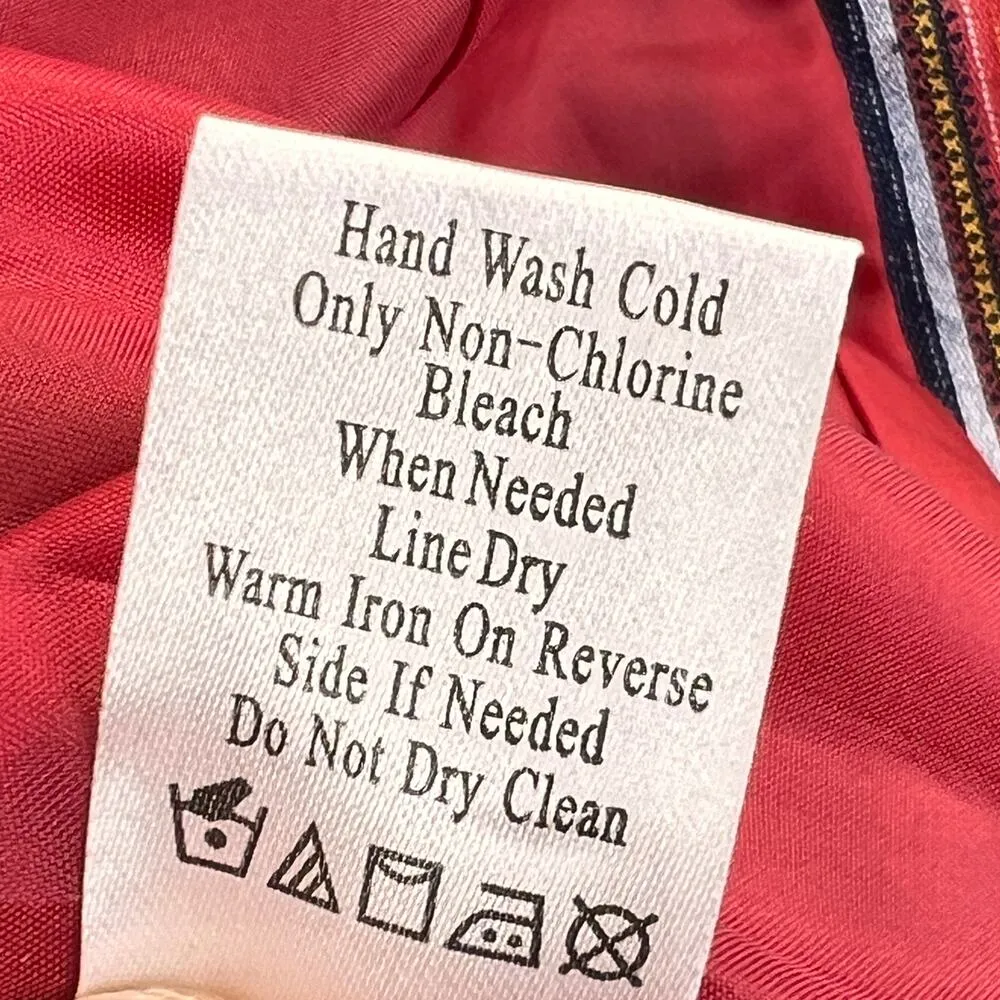 Hand Wash Cold
Only Non-Chlorine
Bleach
When Needed
Line Dry
Warm Iron On Reverse
Side If Needed
Do Not Dry Clean